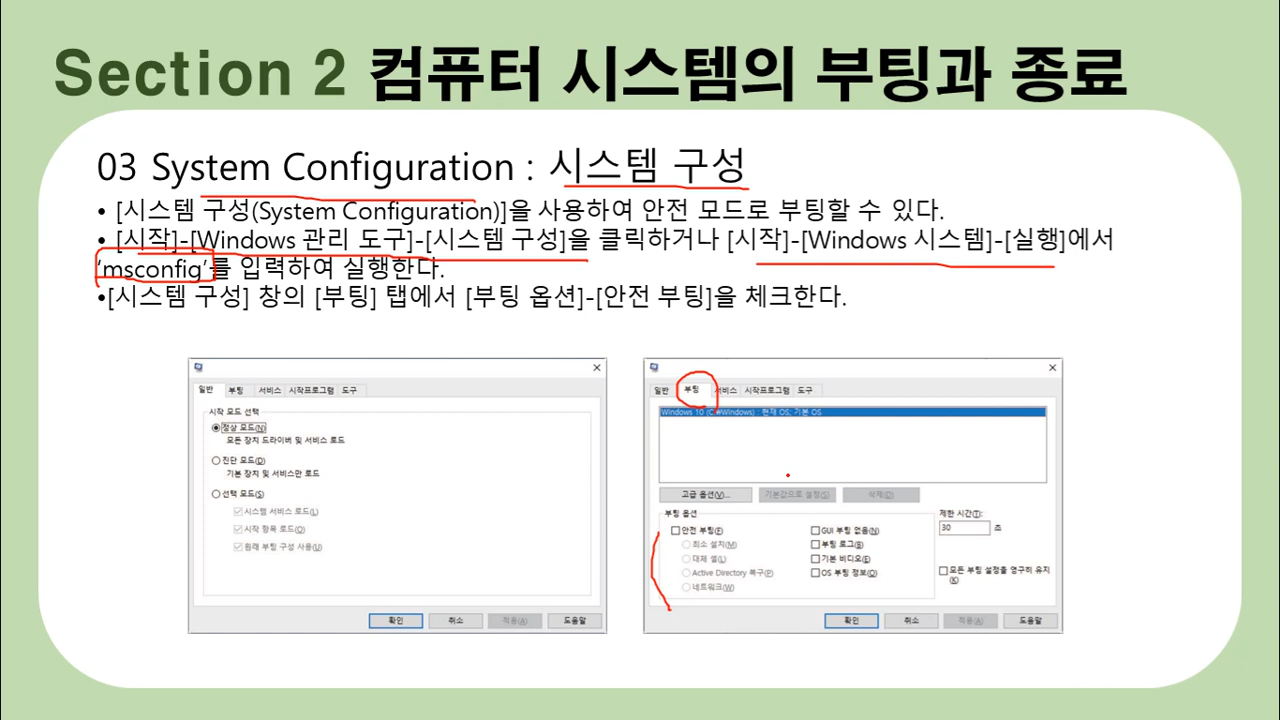 Section 2 컴퓨터 시스템의 부팅과 종료
03 System Configuration : 시스템 구성
• [시스템 구성(System Configuration)]을 사용하여 안전 모드로 부팅할 수 있다.
• [시작]-[Windows 관리 도구]-[시스템 구성]을 클릭하거나 [시작]-[Windows 시스템]-[실행]에서
'msconfig'를 입력하여 실행한다.
•[시스템 구성] 창의 [부팅] 탭에서 [부팅 옵션]-[안전 부팅]을 체크한다.
일반 부팅 서비스 시작프로그램 도구
시작 모드 선택
정상 모드(N)
모든 장치 드라이버 및 서비스 로드
진단 모드(D)
기본 장치 및 서비스만 로드
선택 모드(S)
시스템 서비스 로드(L)
시작 항목 로드(O)
원래 부팅 구성 사용(U)
확인 취소 적용(A) 도움말
일반 부팅 서비스 시작프로그램 도구
Windows 10 (C:₩Windows) : 현재 OS; 기본 OS
고급 옵션(V)... 기본값으로 설정(S) 삭제(D)
부팅 옵션
안전 부팅(F)
최소 설치(M)
대체 셸(L)
Active Directory 복구(P)
네트워크(W)
GUI 부팅 없음(N)
부팅 로그(B)
기본 비디오(E)
OS 부팅 정보(O)
제한 시간(T):
30 초
모든 부팅 설정을 영구히 유지
(K)
확인 취소 적용(A) 도움말